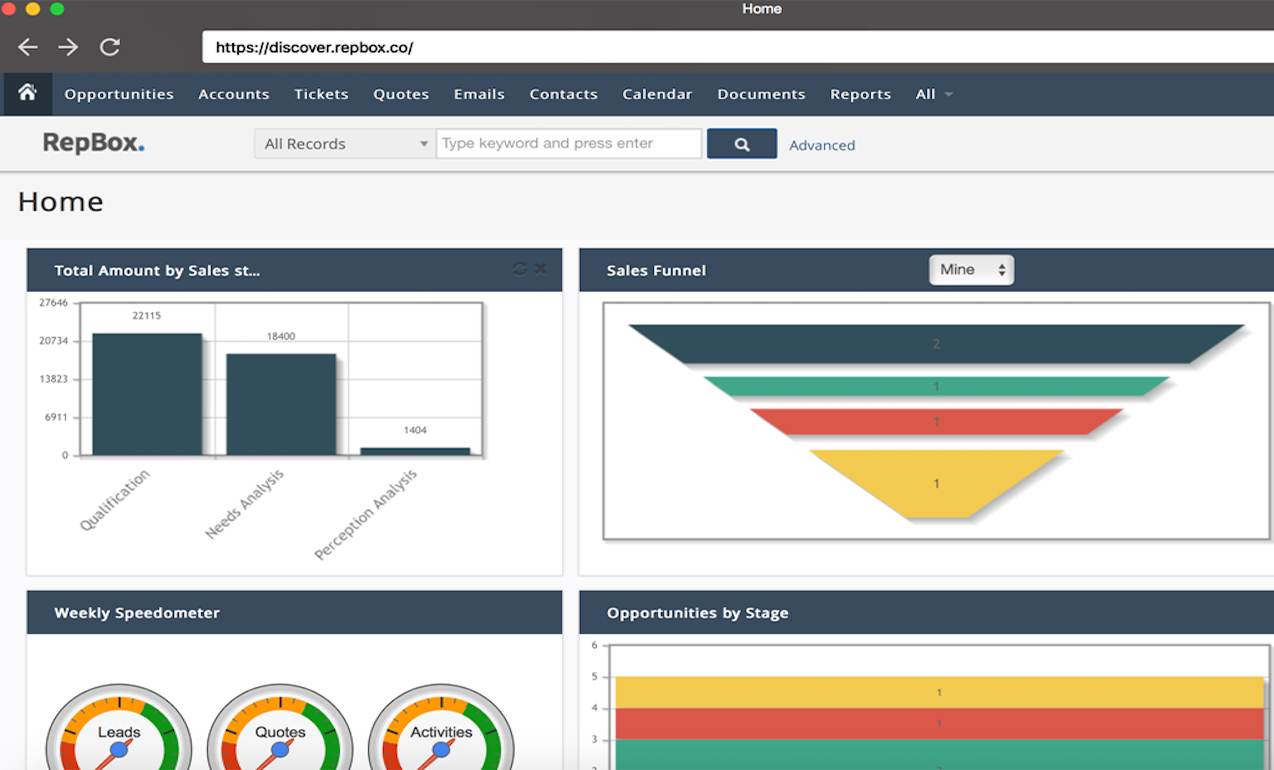 Home
https://discover.repbox.co/
Opportunities Accounts Tickets Quotes Emails Contacts Calendar Documents Reports All
RepBox. All Records Type keyword and press enter Advanced
Home
Total Amount by Sales st...
27646
22115
20734
18400
13823
6911
1404
0
Qualification Needs Analysis Perception Analysis
Sales Funnel Mine
2
1
1
1
Weekly Speedometer
Leads Quotes Activities
Opportunities by Stage
6
5
1
4
1
3